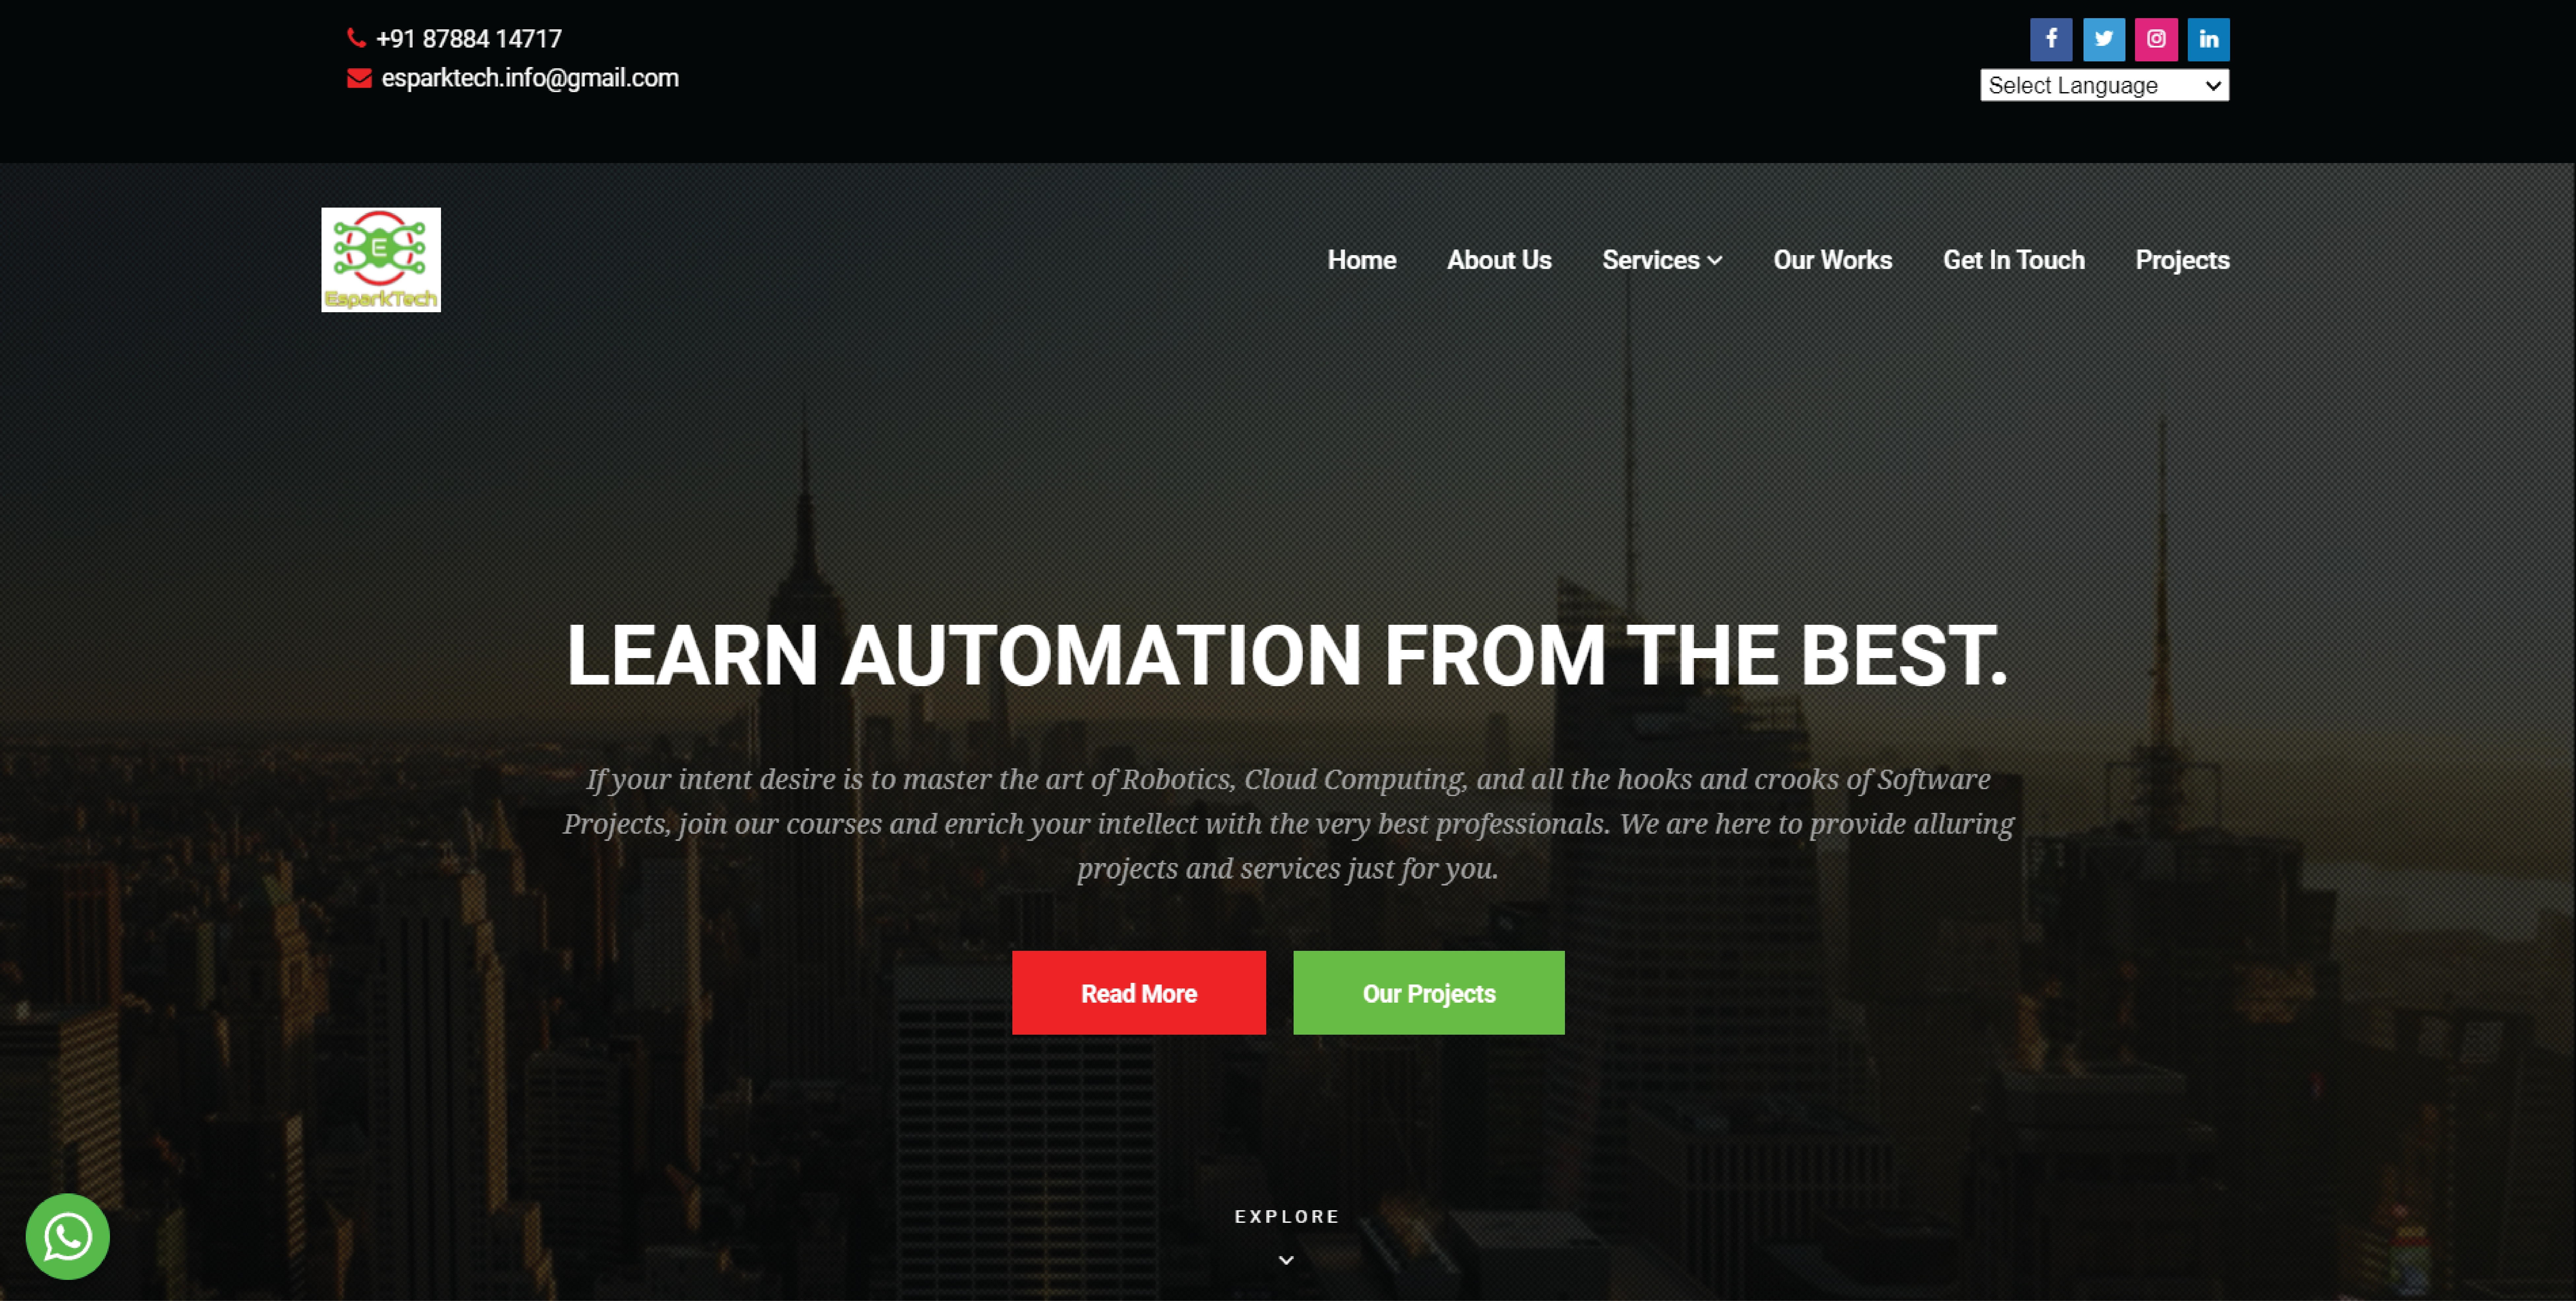 +91 87884 14717
esparktech.info@gmail.com
Select Language
E
EsparkTech
Home About Us Services Our Works Get In Touch Projects
LEARN AUTOMATION FROM THE BEST.
If your intent desire is to master the art of Robotics, Cloud Computing, and all the hooks and crooks of Software
Projects, join our courses and enrich your intellect with the very best professionals. We are here to provide alluring
projects and services just for you.
Read More Our Projects
EXPLORE